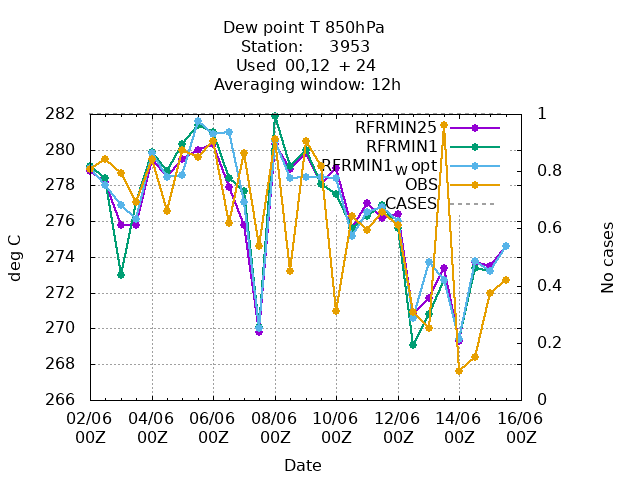 Dew point T 850hPa
Station: 3953
Used 00,12 + 24
Averaging window: 12h
282 1
RFRMIN25
280 RFRMIN1
RFRMIN1w opt
278 0.8
OBS
CASES
276 0.6
274
272 0.4
270 0.2
268
266 0
deg C
No cases
02/06 04/06 06/06 08/06 10/06 12/06 14/06 16/06
00Z 00Z 00Z 00Z 00Z 00Z 00Z 00Z
Date